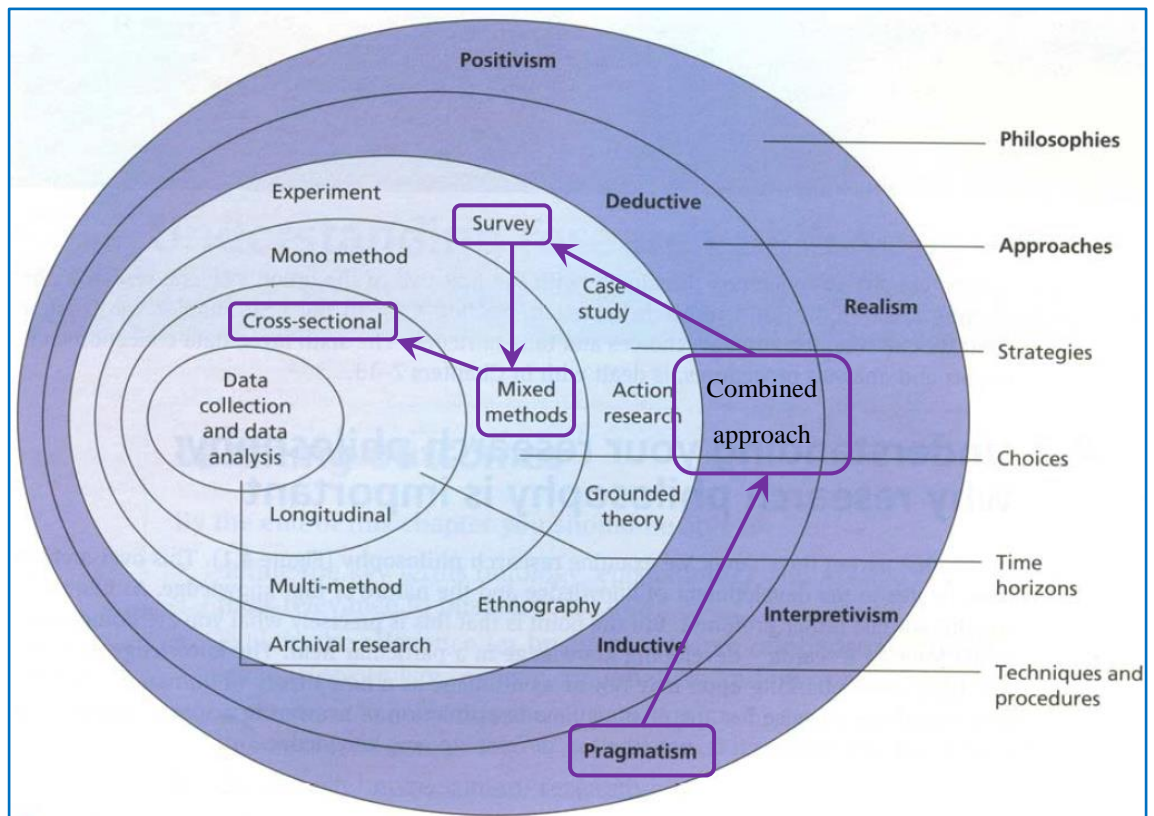 Positivism
Philosophies
Experiment
Deductive
Survey
Approaches
Mono method
Case
study
Realism
Cross-sectional
Strategies
Data
collection
and data
analysis
Mixed
methods
Action
research
Combined
approach
Choices
Longitudinal
Grounded
theory
Time
horizons
Multi-method
Ethnography
Interpretivism
Archival research
Inductive
Techniques and
procedures
Pragmatism